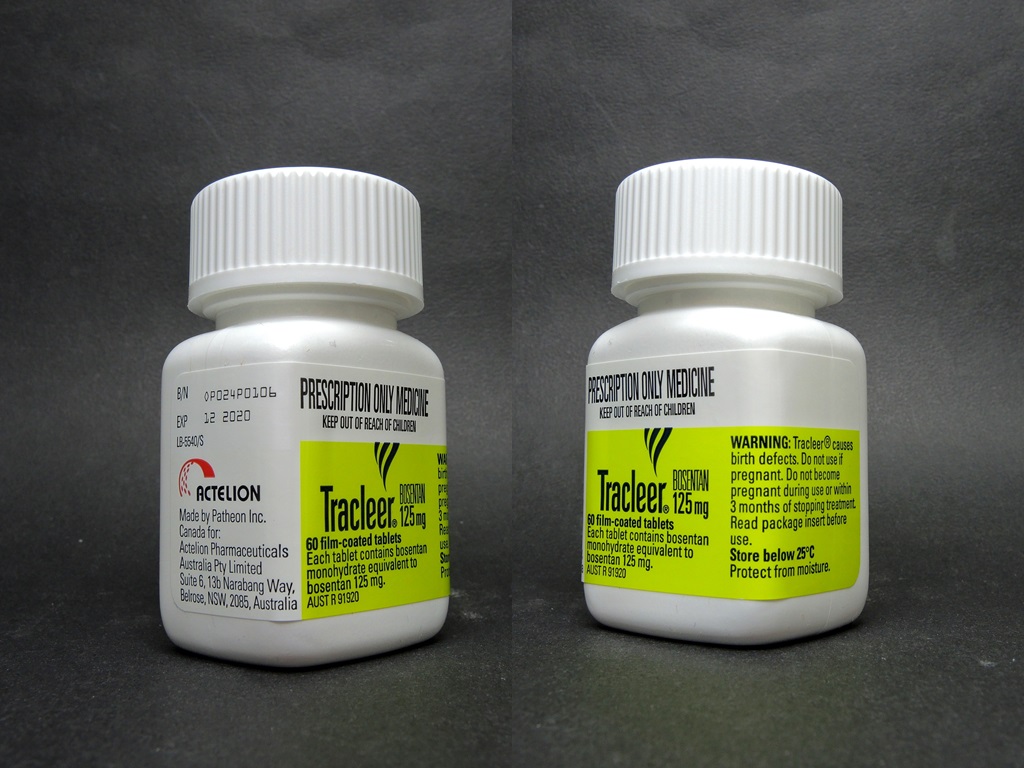 B/N 0P024P0106
EXP 12 2020
LB-5540/S
ACTELION
Made by Patheon Inc.
Canada for:
Actelion Pharmaceuticals
Australia Pty Limited
Suite 6, 13b Narabang Way,
Belrose, NSW, 2085, Australia
PRESCRIPTION ONLY MEDICINE
KEEP OUT OF REACH OF CHILDREN
Tracleer® BOSENTAN
125 mg
60 film-coated tablets
Each tablet contains bosentan
monohydrate equivalent to
bosentan 125 mg.
AUST R 91920
PRESCRIPTION ONLY MEDICINE
KEEP OUT OF REACH OF CHILDREN
Tracleer® BOSENTAN
125 mg
60 film-coated tablets
Each tablet contains bosentan
monohydrate equivalent to
bosentan 125 mg.
AUST R 91920
WARNING: Tracleer® causes
birth defects. Do not use if
pregnant. Do not become
pregnant during use or within
3 months of stopping treatment.
Read package insert before
use.
Store below 25°C
Protect from moisture.